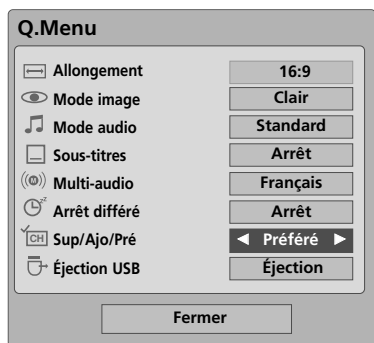 Q.Menu
Allongement 16:9
Mode image Clair
Mode audio Standard
Sous-titres Arrêt
Multi-audio Français
Arrêt différé Arrêt
Sup/Ajo/Pré ◄ Préféré ►
Éjection USB Éjection
Fermer